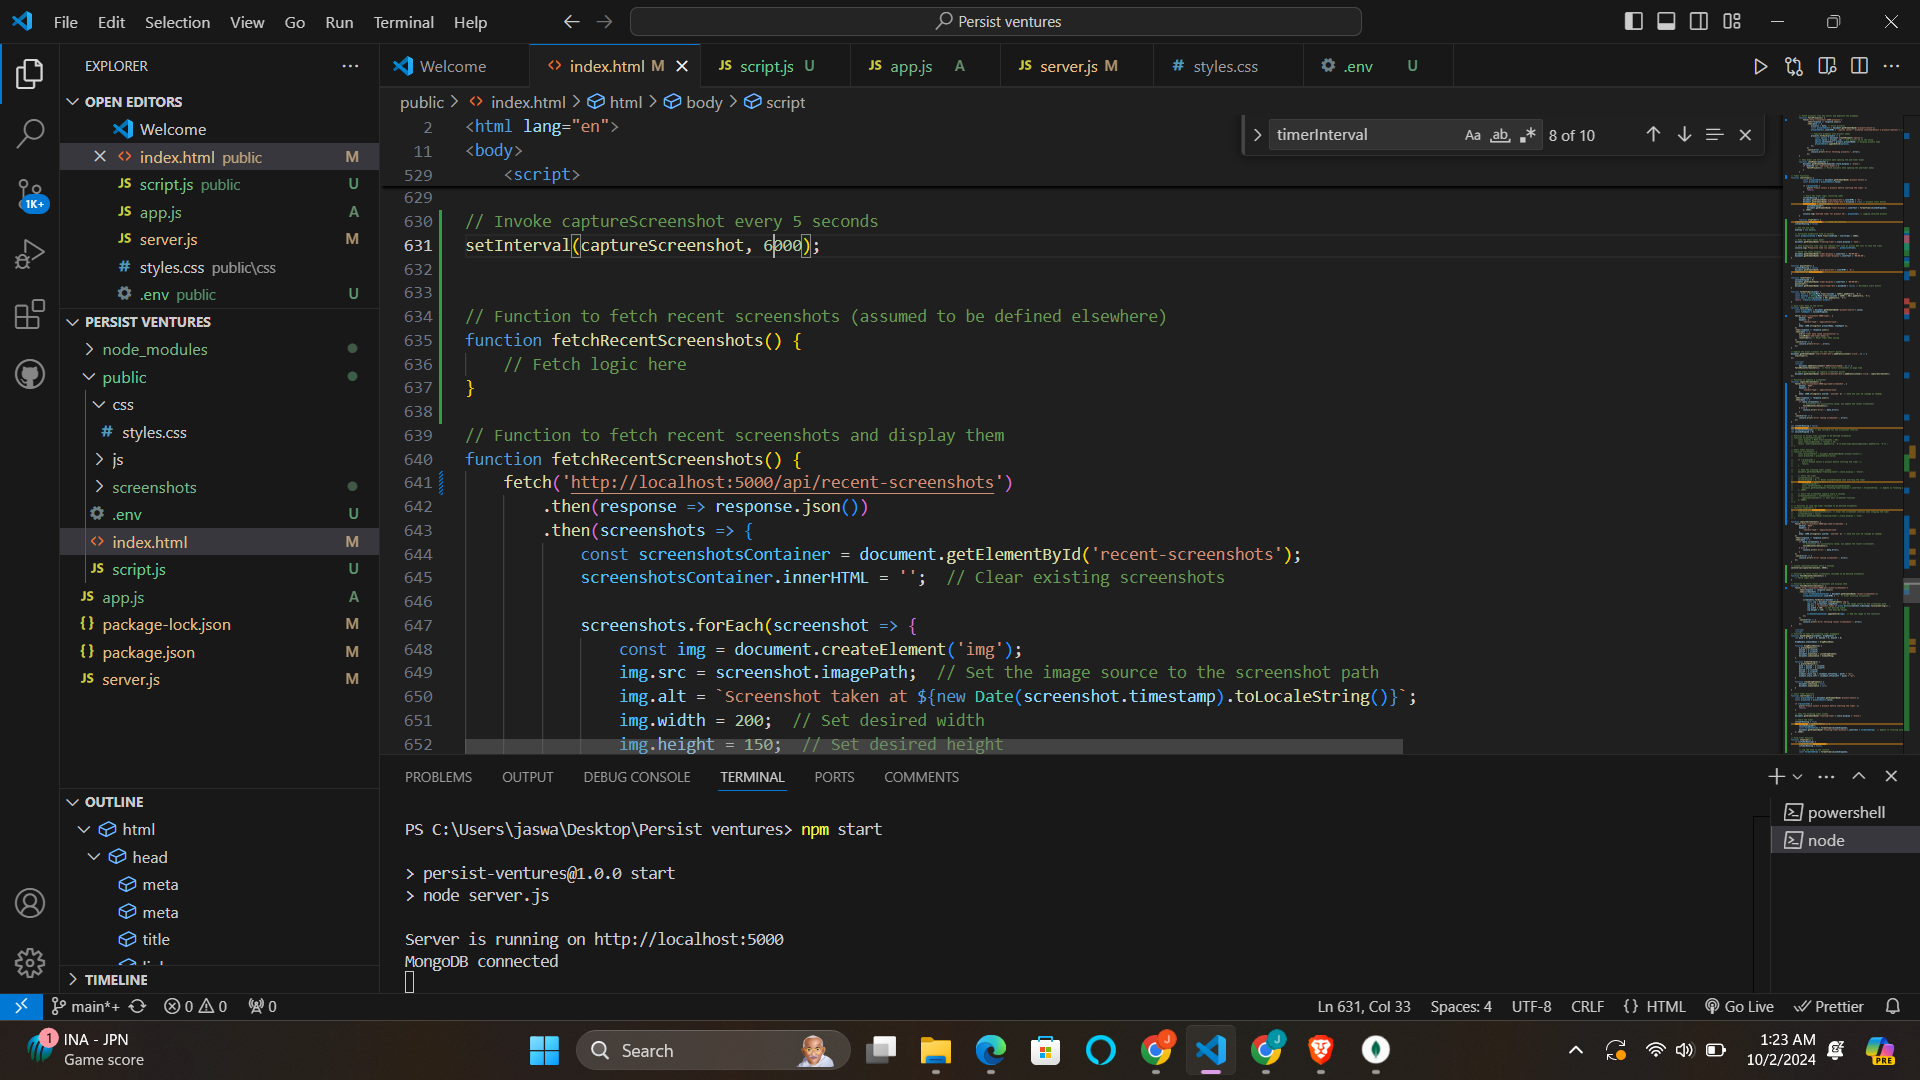 File Edit Selection View Go Run Terminal Help
Persist ventures
EXPLORER
OPEN EDITORS
Welcome
index.html public M
script.js public U
app.js A
server.js M
styles.css public\css
.env public U
PERSIST VENTURES
node_modules
public
css
styles.css
js
screenshots
.env U
index.html M
script.js U
app.js A
package-lock.json M
package.json M
server.js M
OUTLINE
html
head
meta
meta
title
TIMELINE
1K+
Welcome
index.html M
script.js U
app.js A
server.js M
styles.css
.env U
public > index.html > html > body > script
timerInterval Aa ab 8 of 10
2 <html lang="en">
11 <body>
529 <script>
629
630 // Invoke captureScreenshot every 5 seconds
631 setInterval(captureScreenshot, 6000);
632
633
634 // Function to fetch recent screenshots (assumed to be defined elsewhere)
635 function fetchRecentScreenshots() {
636 // Fetch logic here
637 }
638
639 // Function to fetch recent screenshots and display them
640 function fetchRecentScreenshots() {
641 fetch('http://localhost:5000/api/recent-screenshots')
642 .then(response => response.json())
643 .then(screenshots => {
644 const screenshotsContainer = document.getElementById('recent-screenshots');
645 screenshotsContainer.innerHTML = ''; // Clear existing screenshots
646
647 screenshots.forEach(screenshot => {
648 const img = document.createElement('img');
649 img.src = screenshot.imagePath; // Set the image source to the screenshot path
650 img.alt = `Screenshot taken at ${new Date(screenshot.timestamp).toLocaleString()}`;
651 img.width = 200; // Set desired width
652 img.height = 150; // Set desired height
PROBLEMS OUTPUT DEBUG CONSOLE TERMINAL PORTS COMMENTS
PS C:\Users\jaswa\Desktop\Persist ventures> npm start
> persist-ventures@1.0.0 start
> node server.js
Server is running on http://localhost:5000
MongoDB connected
powershell
node
main*+ 0 0 0
Ln 631, Col 33 Spaces: 4 UTF-8 CRLF {} HTML Go Live Prettier
1
INA - JPN
Game score
Search
J
J
1:23 AM
10/2/2024
PRE